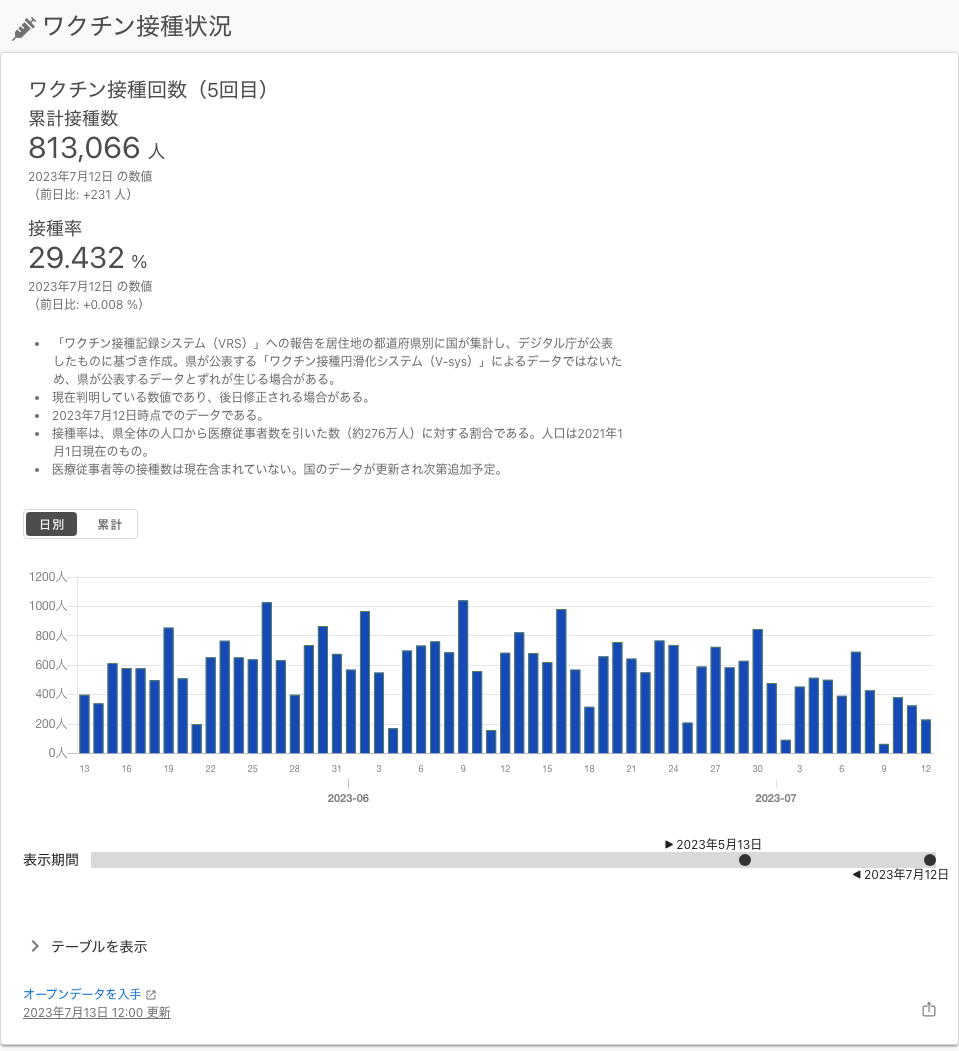 ワクチン接種状況
ワクチン接種回数（5回目）
累計接種数
813,066 人
2023年7月12日 の数値
（前日比: +231 人）
接種率
29.432 %
2023年7月12日 の数値
（前日比: +0.008 %）
• 「ワクチン接種記録システム（VRS）」への報告を居住地の都道府県別に国が集計し、デジタル庁が公表
したものに基づき作成。県が公表する「ワクチン接種円滑化システム（V-sys）」によるデータではないた
め、県が公表するデータとずれが生じる場合がある。
• 現在判明している数値であり、後日修正される場合がある。
• 2023年7月12日時点でのデータである。
• 接種率は、県全体の人口から医療従事者数を引いた数（約276万人）に対する割合である。人口は2021年1
月1日現在のもの。
• 医療従事者等の接種数は現在含まれていない。国のデータが更新され次第追加予定。
日別 累計
1200人
1000人
800人
600人
400人
200人
0人
13 16 19 22 25 28 31 3 6 9 12 15 18 21 24 27 30 3 6 9 12
2023-06 2023-07
▶ 2023年5月13日
表示期間
◀ 2023年7月12日
テーブルを表示
オープンデータを入手
2023年7月13日 12:00 更新